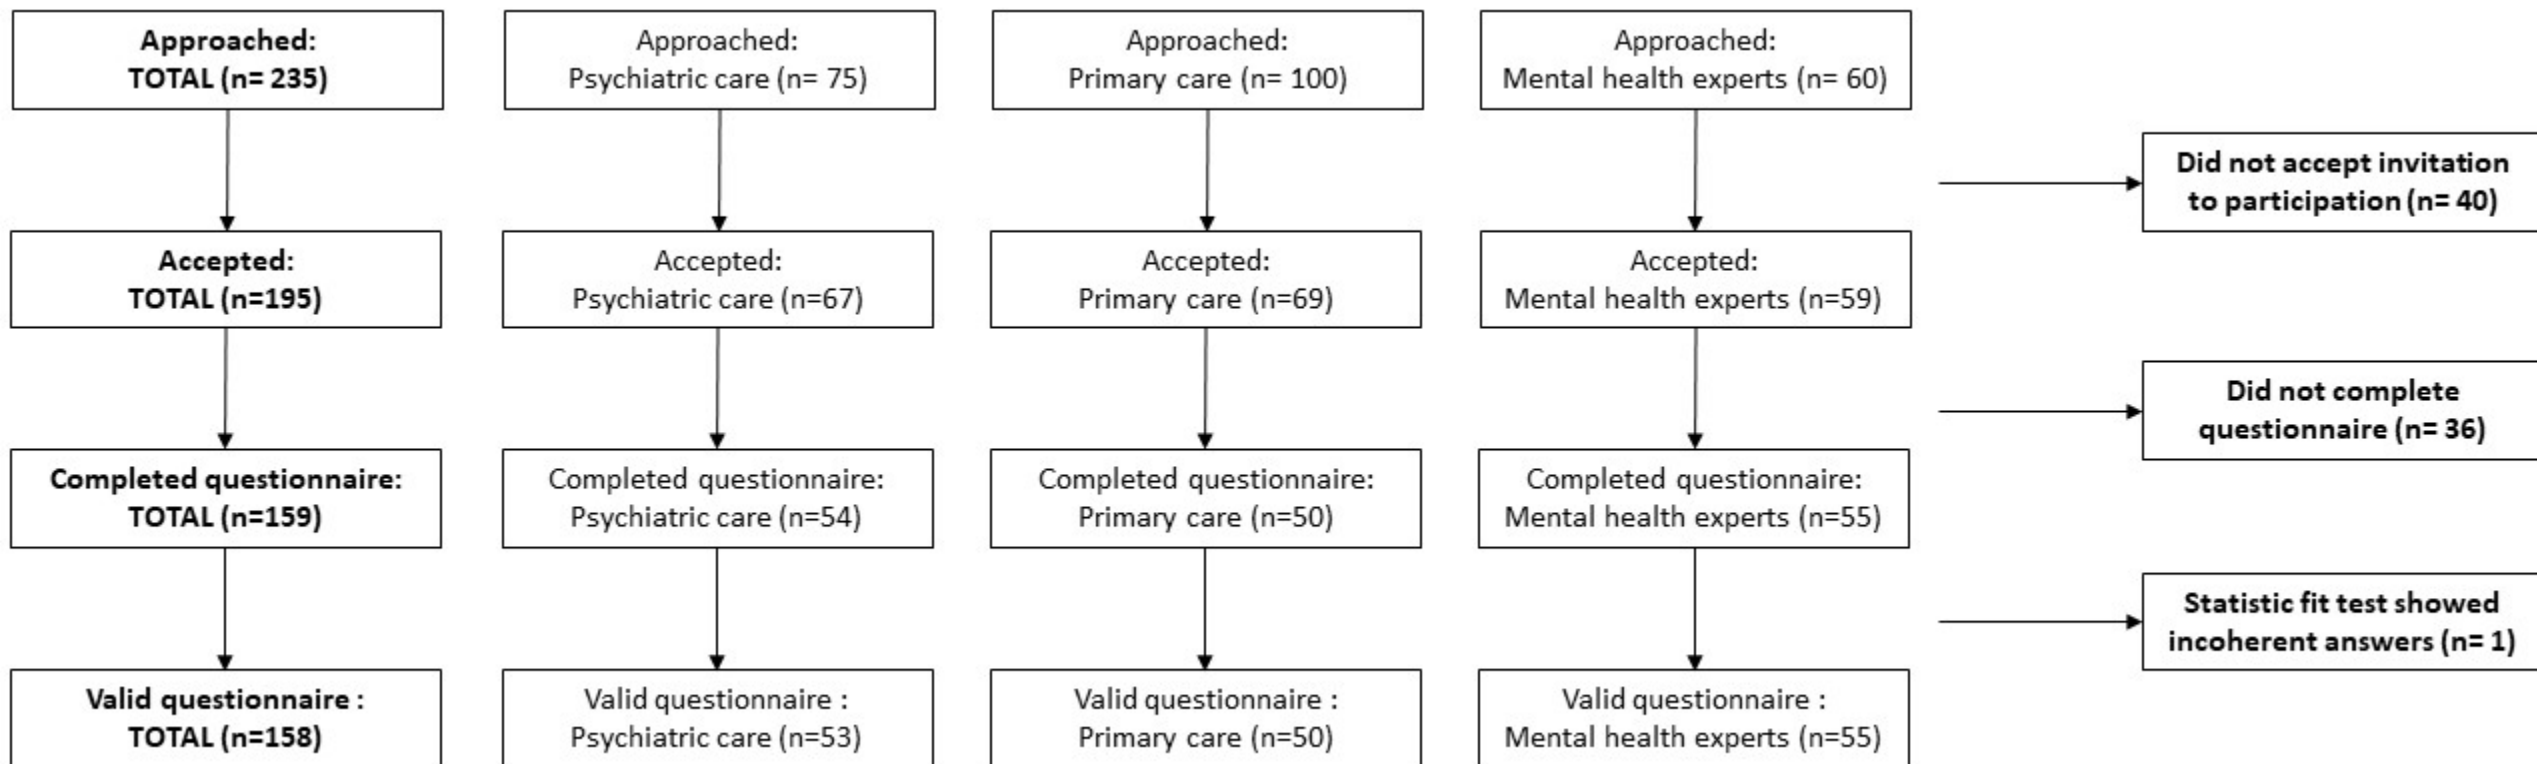 Approached:
TOTAL (n= 235)
Approached:
Psychiatric care (n= 75)
Approached:
Primary care (n= 100)
Approached:
Mental health experts (n= 60)
Did not accept invitation
to participation (n= 40)
Accepted:
TOTAL (n=195)
Accepted:
Psychiatric care (n=67)
Accepted:
Primary care (n=69)
Accepted:
Mental health experts (n=59)
Did not complete
questionnaire (n= 36)
Completed questionnaire:
TOTAL (n=159)
Completed questionnaire:
Psychiatric care (n=54)
Completed questionnaire:
Primary care (n=50)
Completed questionnaire:
Mental health experts (n=55)
Statistic fit test showed
incoherent answers (n= 1)
Valid questionnaire :
TOTAL (n=158)
Valid questionnaire :
Psychiatric care (n=53)
Valid questionnaire :
Primary care (n=50)
Valid questionnaire :
Mental health experts (n=55)